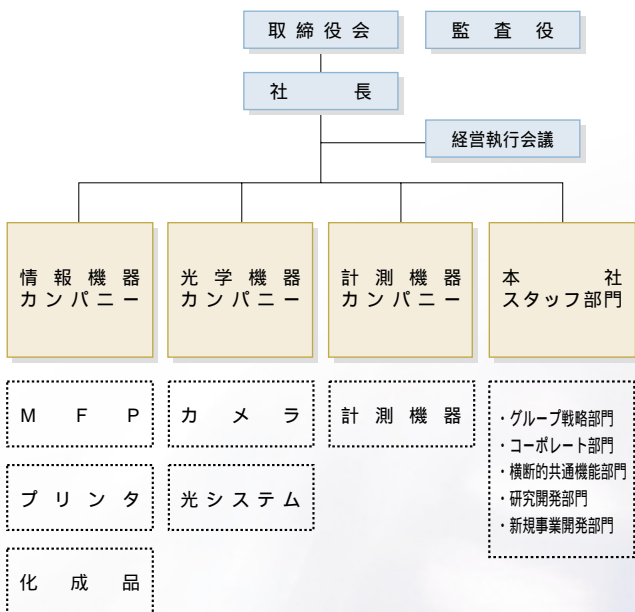 取締役会
監査役
社長
経営執行会議
情報機器
カンパニー
光学機器
カンパニー
計測機器
カンパニー
本社
スタッフ部門
MFP
カメラ
計測機器
・グループ戦略部門
・コーポレート部門
・横断的共通機能部門
・研究開発部門
・新規事業開発部門
プリンタ
光システム
化成品